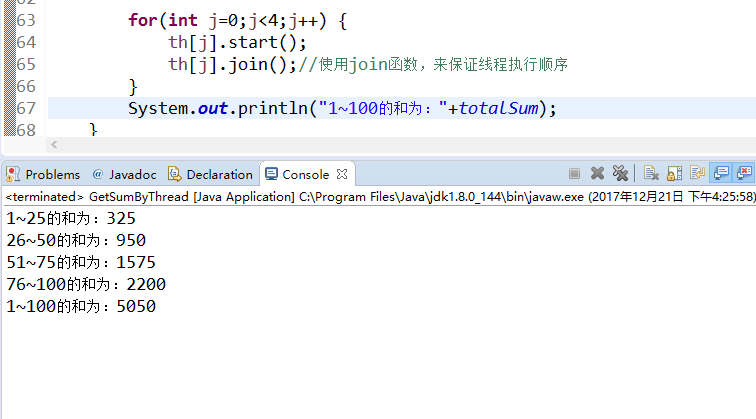 63 for(int j=0;j<4;j++) {
64 th[j].start();
65 th[j].join();//使用join函数，来保证线程执行顺序
66 }
67 System.out.println("1~100的和为："+totalSum);
68 }
Problems @ Javadoc Declaration Console
<terminated> GetSumByThread [Java Application] C:\Program Files\Java\jdk1.8.0_144\bin\javaw.exe (2017年12月21日 下午4:25:58)
1~25的和为：325
26~50的和为：950
51~75的和为：1575
76~100的和为：2200
1~100的和为：5050